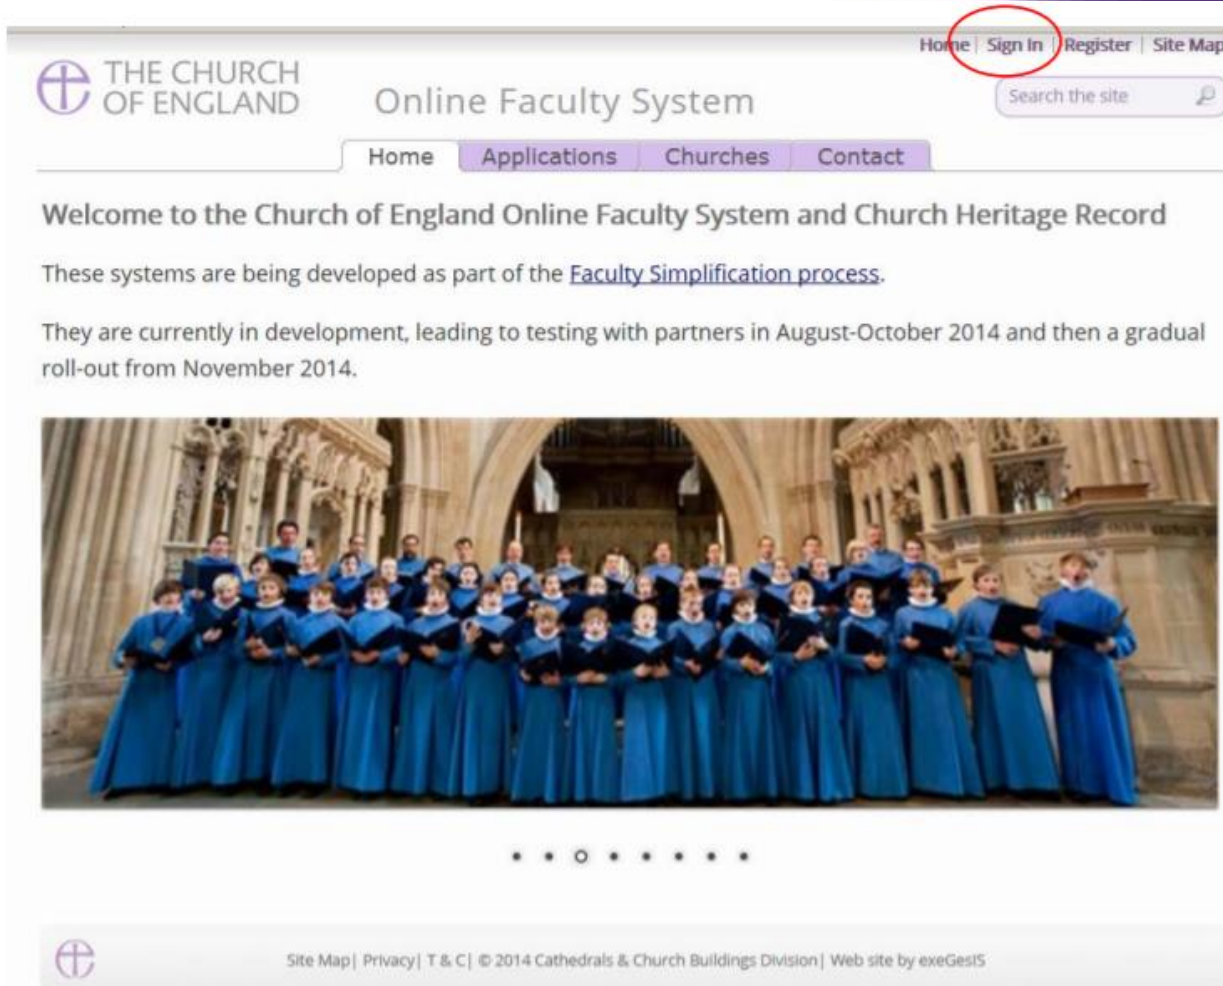 Home | Sign In | Register | Site Map
THE CHURCH
OF ENGLAND
Online Faculty System
Search the site
Home Applications Churches Contact
Welcome to the Church of England Online Faculty System and Church Heritage Record
These systems are being developed as part of the Faculty Simplification process.
They are currently in development, leading to testing with partners in August-October 2014 and then a gradual
roll-out from November 2014.
Site Map| Privacy| T & C| © 2014 Cathedrals & Church Buildings Division| Web site by exeGesIS